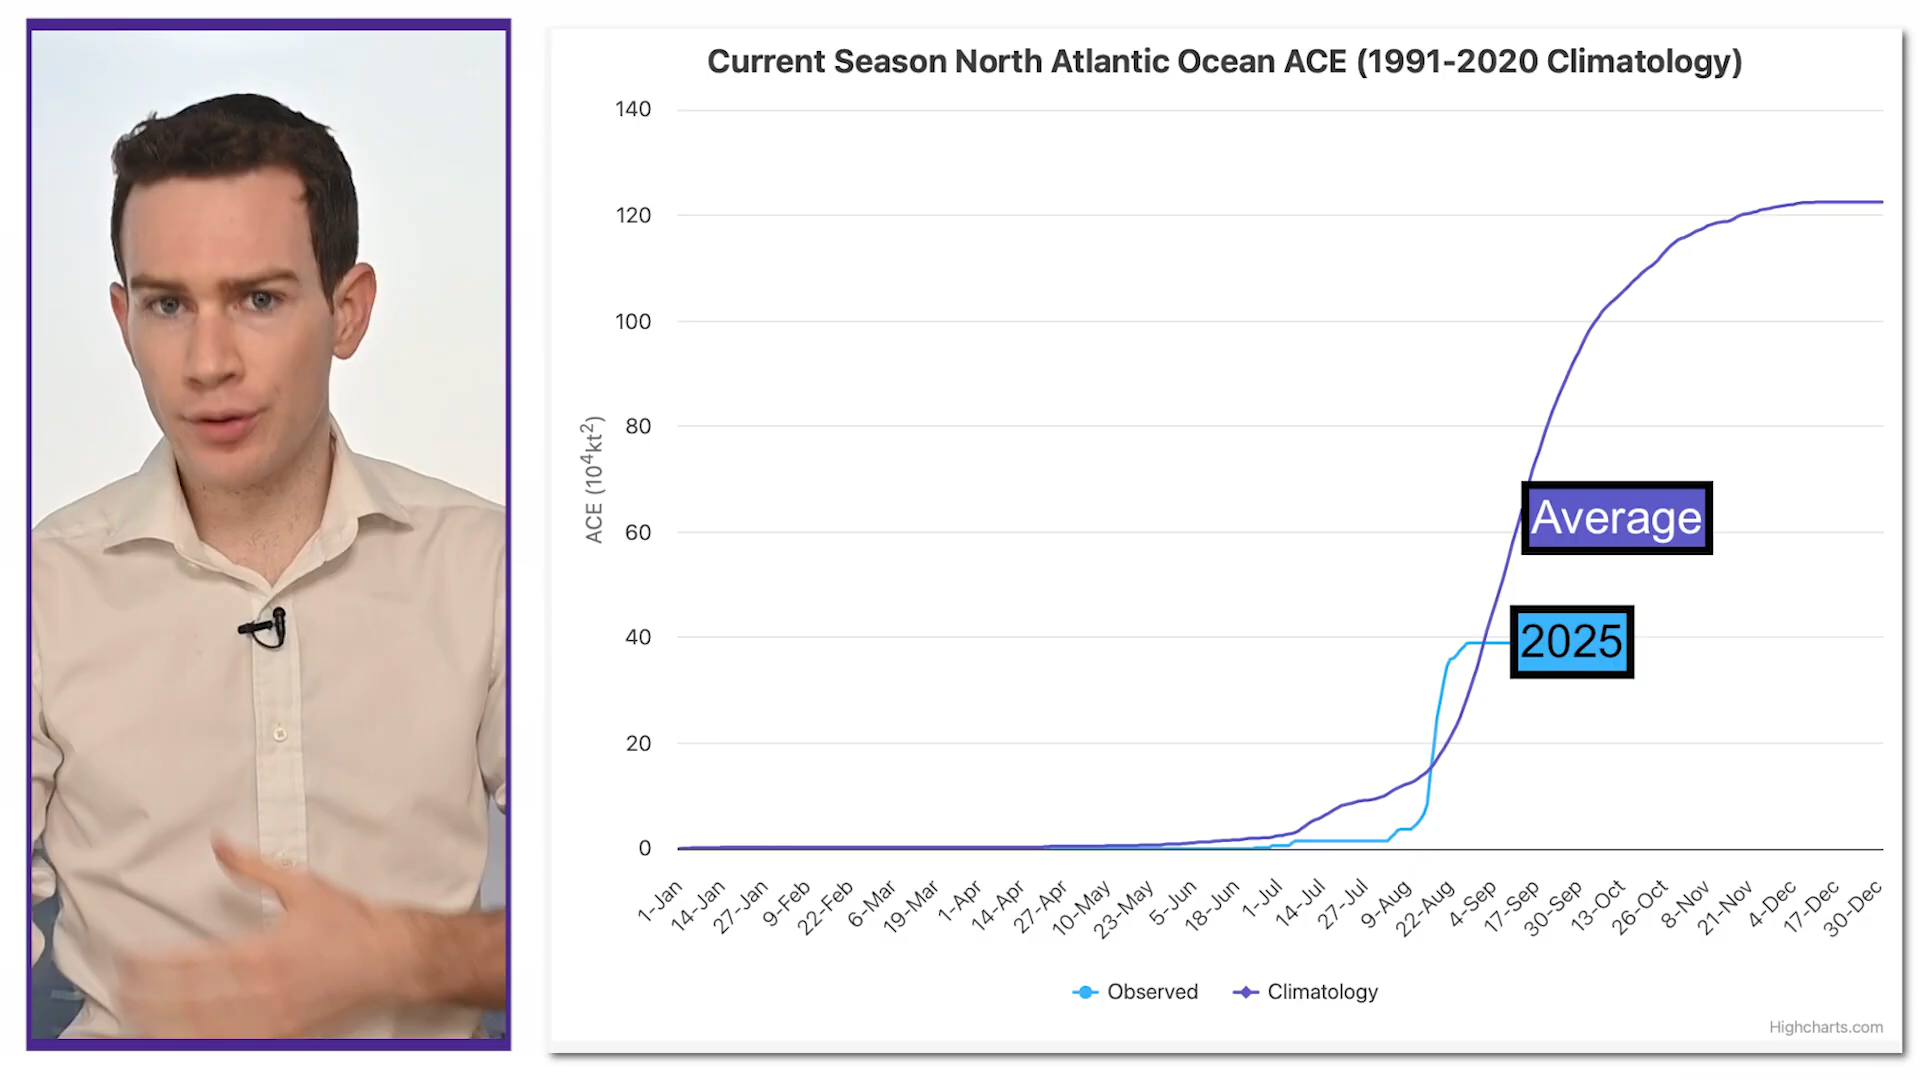 Current Season North Atlantic Ocean ACE (1991-2020 Climatology)
140
120
100
80
60
40
20
0
ACE (10⁴kt²)
Average
2025
1-Jan
14-Jan
27-Jan
9-Feb
22-Feb
6-Mar
19-Mar
1-Apr
14-Apr
27-Apr
10-May
23-May
5-Jun
18-Jun
1-Jul
14-Jul
27-Jul
9-Aug
22-Aug
4-Sep
17-Sep
30-Sep
13-Oct
26-Oct
8-Nov
21-Nov
4-Dec
17-Dec
30-Dec
Observed
Climatology
Highcharts.com